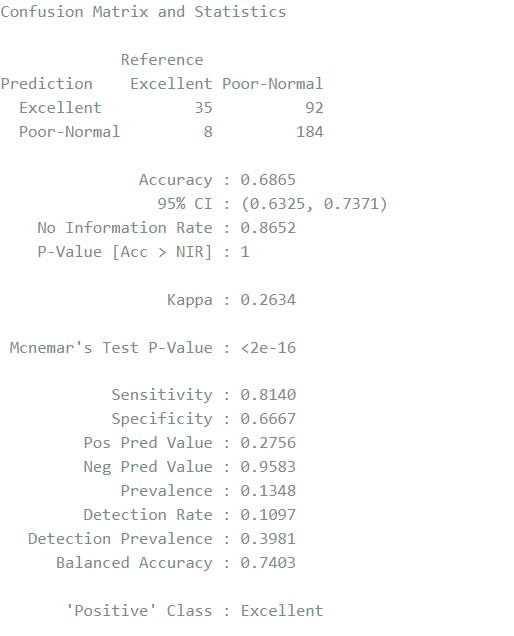 Confusion Matrix and Statistics
Reference
Prediction Excellent Poor-Normal
Excellent 35 92
Poor-Normal 8 184
Accuracy : 0.6865
95% CI : (0.6325, 0.7371)
No Information Rate : 0.8652
P-Value [Acc > NIR] : 1
Kappa : 0.2634
Mcnemar's Test P-Value : <2e-16
Sensitivity : 0.8140
Specificity : 0.6667
Pos Pred Value : 0.2756
Neg Pred Value : 0.9583
Prevalence : 0.1348
Detection Rate : 0.1097
Detection Prevalence : 0.3981
Balanced Accuracy : 0.7403
'Positive' Class : Excellent